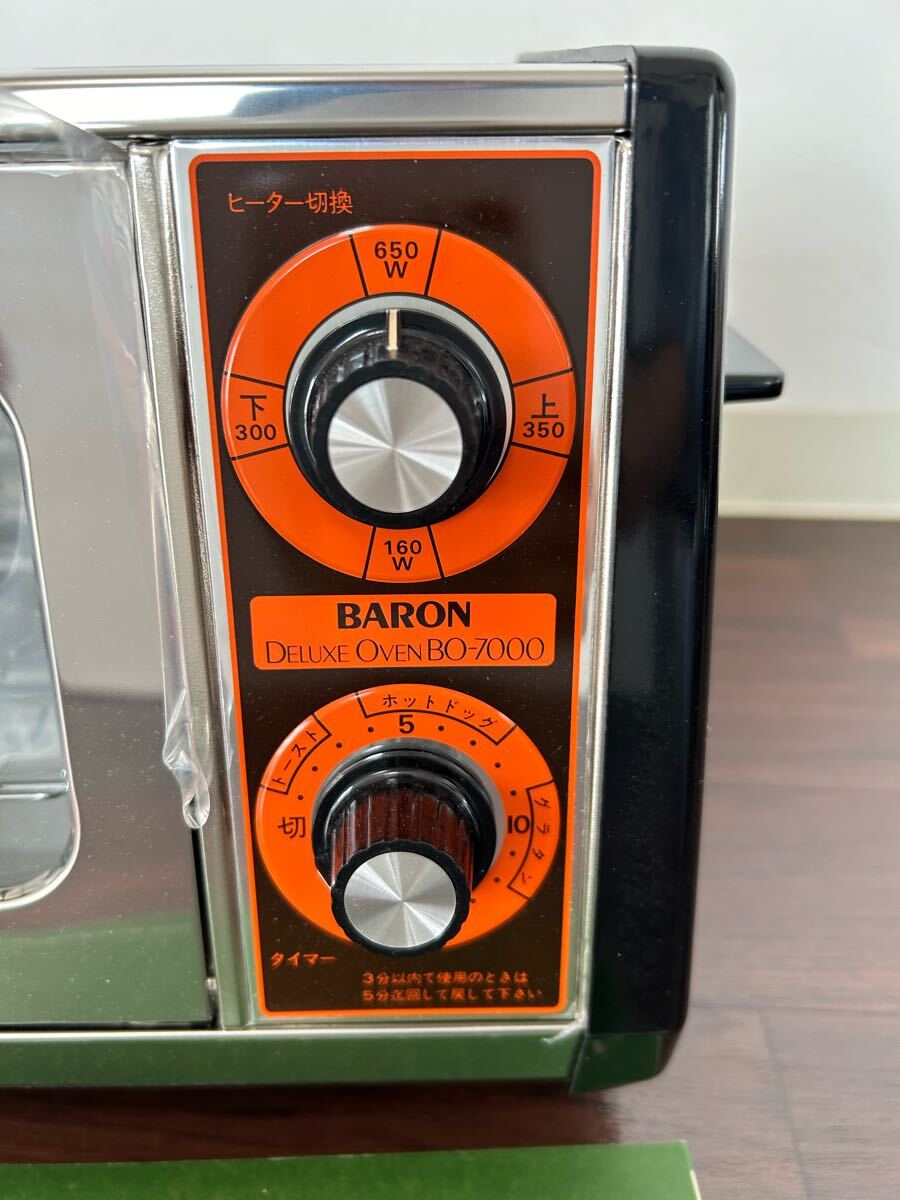 ヒーター切換
650
W
下
300
上
350
160
W
BARON
DELUXE OVEN BO-7000
ホットドッグ
トースト
5
切
10
グラタン
タイマー
3分以内で使用のときは
5分迄回して戻して下さい